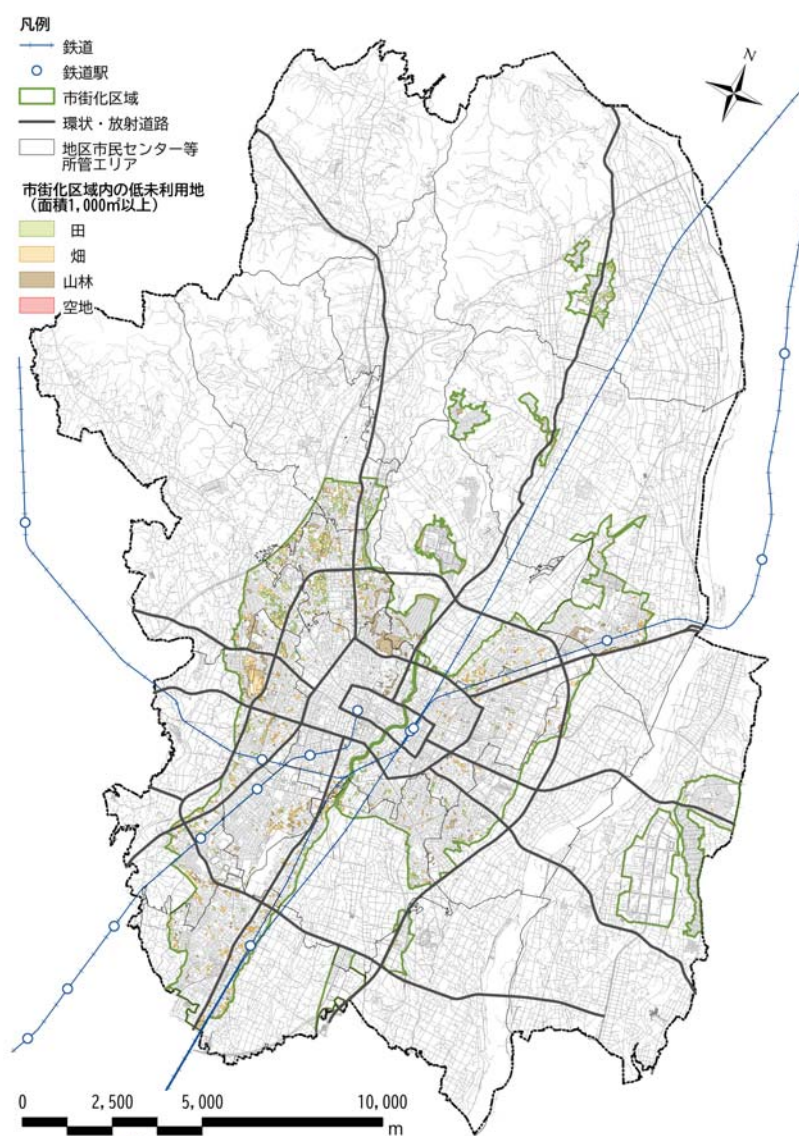 凡例
鉄道
鉄道駅
市街化区域
環状・放射道路
地区市民センター等
所管エリア
市街化区域内の低未利用地
（面積1,000㎡以上）
田
畑
山林
空地
N
0 2,500 5,000 10,000
m